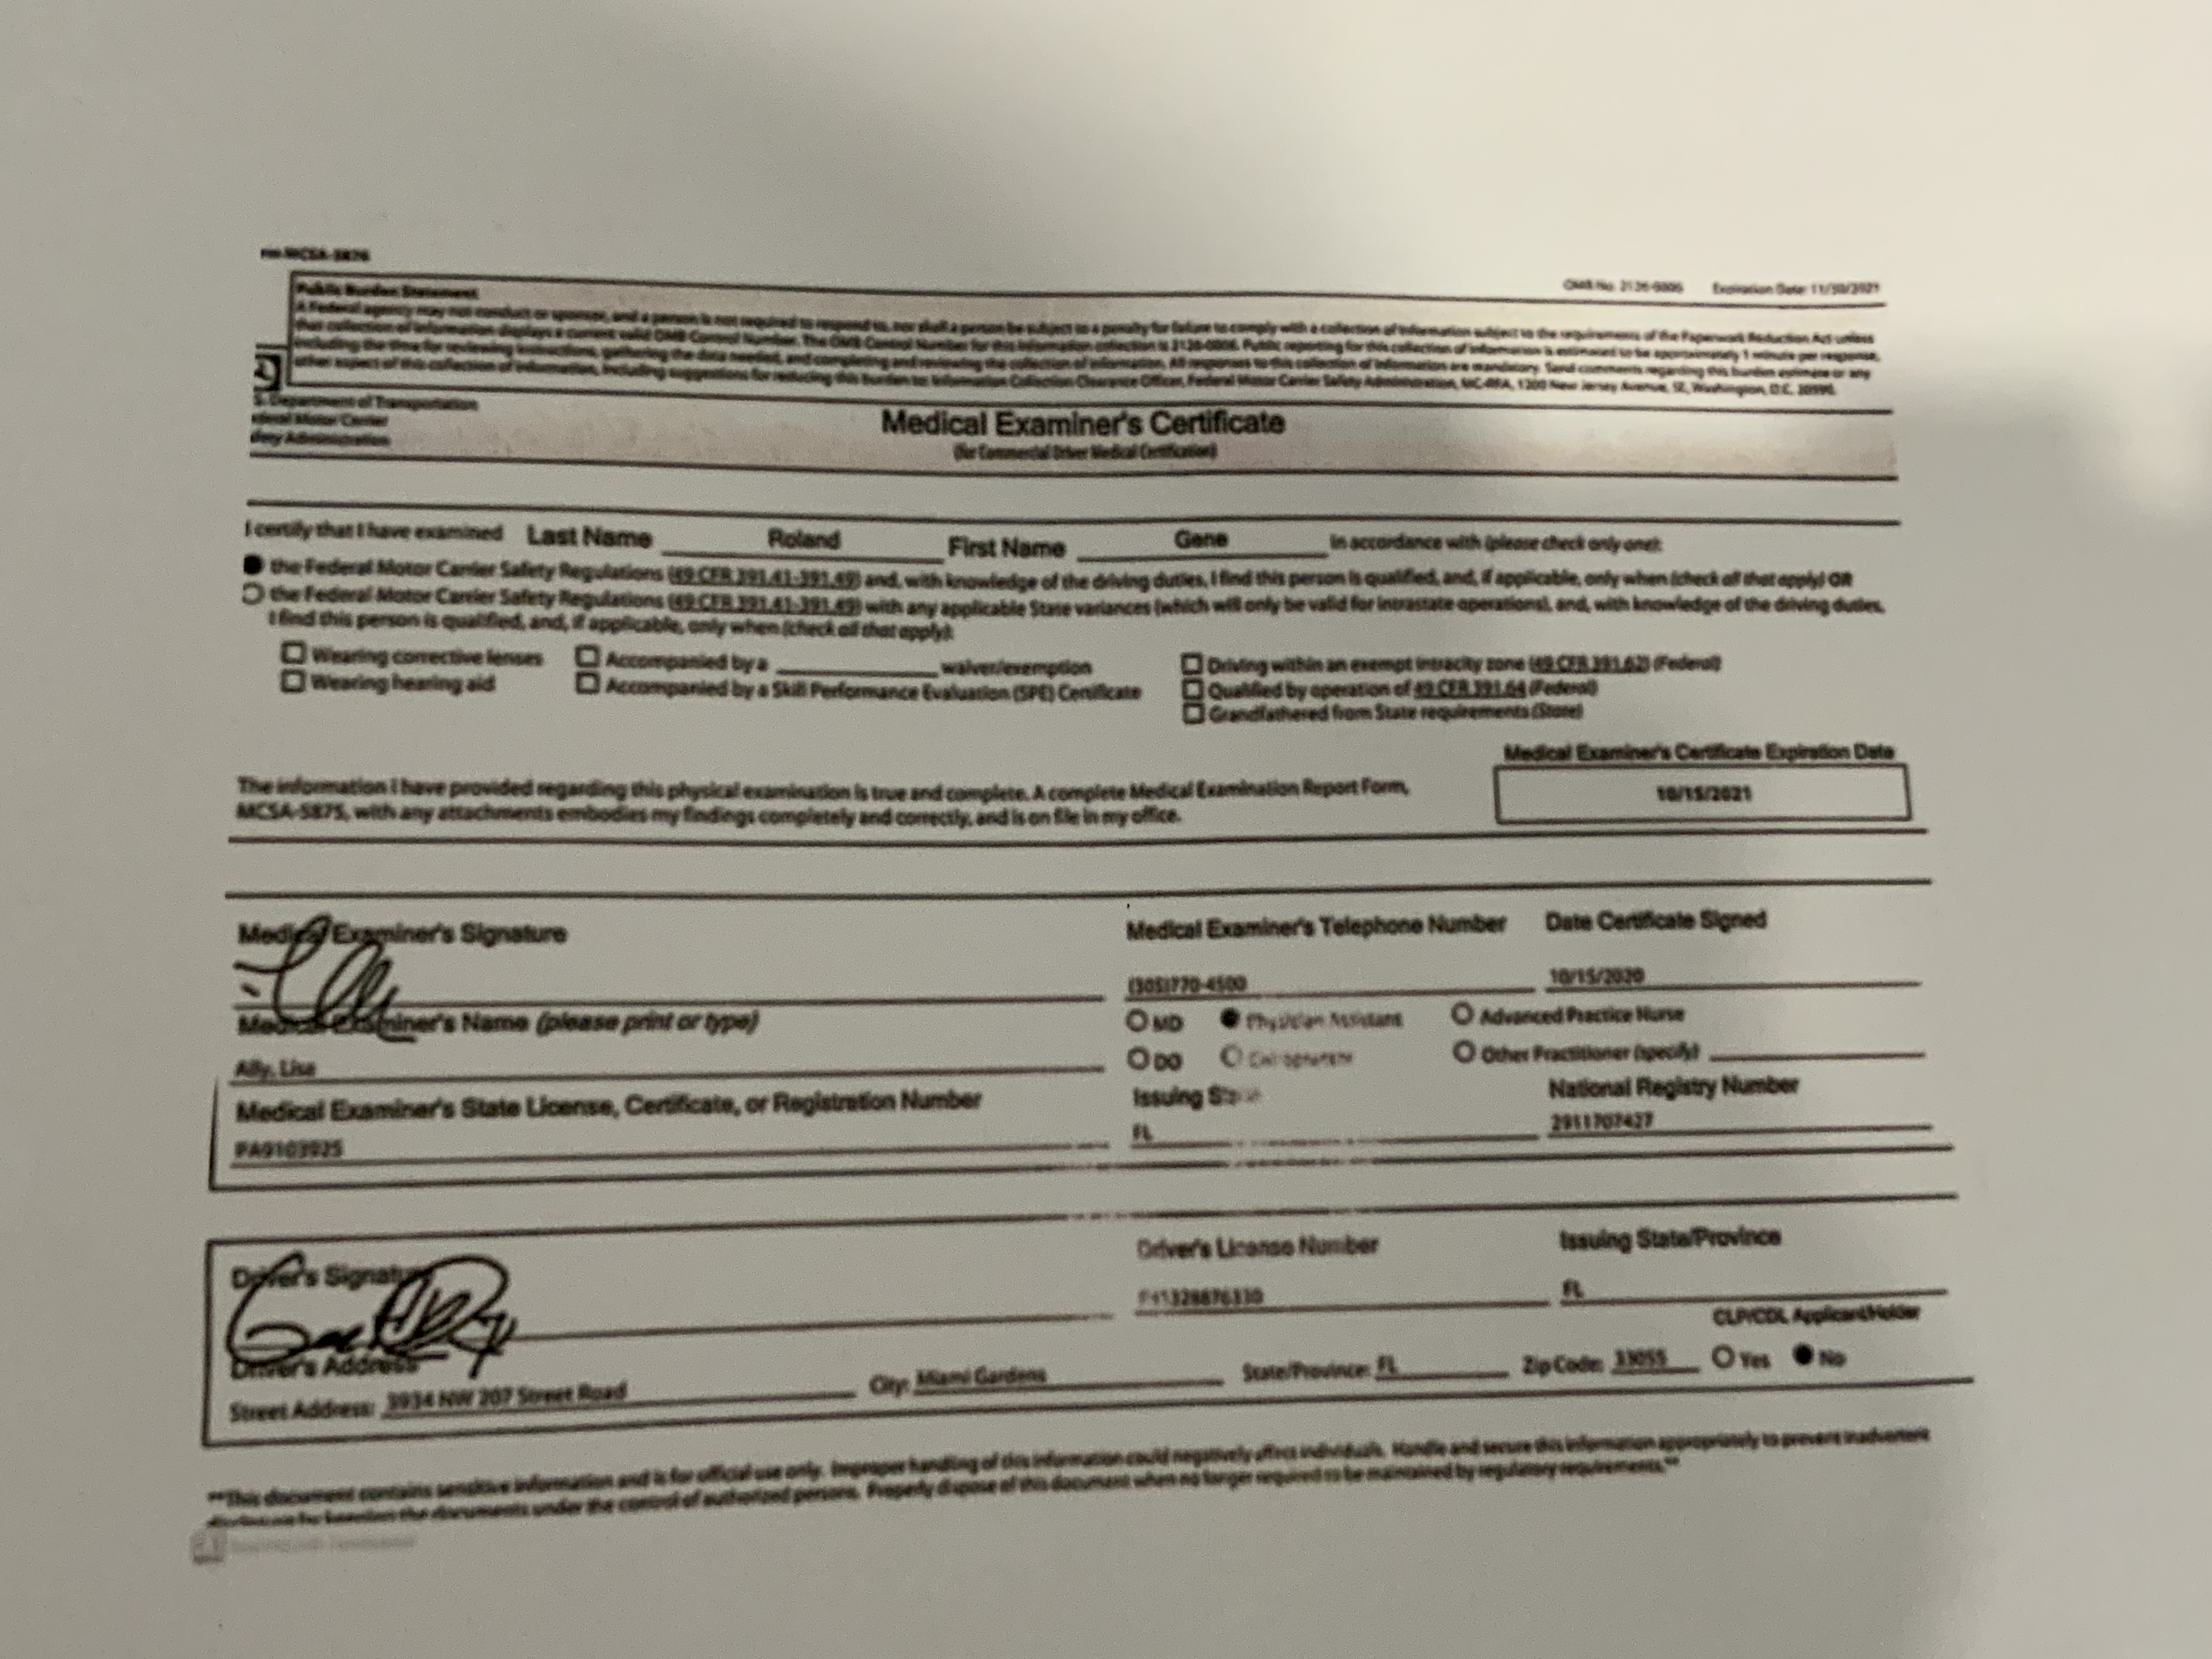 MCSA-5876
OMB No. 2126-0006 Expiration Date: 11/30/2021
Public Burden Statement
A Federal agency may not conduct or sponsor, and a person is not required to respond to, nor shall a person be subject to a penalty for failure to comply with a collection of information subject to the requirements of the Paperwork Reduction Act unless
that collection of information displays a current valid OMB Control Number. The OMB Control Number for this information collection is 2126-0006. Public reporting for this collection of information is estimated to be approximately 1 minute per response,
including the time for reviewing instructions, gathering the data needed, and completing and reviewing the collection of information. All responses to this collection of information are mandatory. Send comments regarding this burden estimate or any
other aspect of this collection of information, including suggestions for reducing this burden to: Information Collection Clearance Officer, Federal Motor Carrier Safety Administration, MC-RRA, 1200 New Jersey Avenue, SE, Washington, D.C. 20590.
S. Department of Transportation
deral Motor Carrier
fety Administration
Medical Examiner's Certificate
(for Commercial Driver Medical Certification)
I certify that I have examined Last Name Roland First Name Gene in accordance with (please check only one):
the Federal Motor Carrier Safety Regulations (49 CFR 391.41-391.49) and, with knowledge of the driving duties, I find this person is qualified, and, if applicable, only when (check all that apply) OR
the Federal Motor Carrier Safety Regulations (49 CFR 391.41-391.49) with any applicable State variances (which will only be valid for intrastate operations), and, with knowledge of the driving duties,
I find this person is qualified, and, if applicable, only when (check all that apply):
Wearing corrective lenses Accompanied by a waiver/exemption Driving within an exempt intracity zone (49 CFR 391.62) (Federal)
Wearing hearing aid Accompanied by a Skill Performance Evaluation (SPE) Certificate Qualified by operation of 49 CFR 391.64 (Federal)
Grandfathered from State requirements (State)
Medical Examiner's Certificate Expiration Date
10/15/2021
The information I have provided regarding this physical examination is true and complete. A complete Medical Examination Report Form,
MCSA-5875, with any attachments embodies my findings completely and correctly, and is on file in my office.
Medical Examiner's Signature Medical Examiner's Telephone Number Date Certificate Signed
(305)770-4500 10/15/2020
Medical Examiner's Name (please print or type) MD Physician Assistant Advanced Practice Nurse
Ally, Lisa DO Chiropractor Other Practitioner (specify)
Medical Examiner's State License, Certificate, or Registration Number Issuing State National Registry Number
PA9103925 FL 2911707427
Driver's Signature Driver's License Number Issuing State/Province
FL
Driver's Address CLP/CDL Applicant/Holder
Street Address: 3934 NW 207 Street Road City: Miami Gardens State/Province: FL Zip Code: 33055 Yes No
**This document contains sensitive information and is for official use only. Improper handling of this information could negatively affect individuals. Handle and secure this information appropriately to prevent inadvertent
disclosure by keeping the documents under the control of authorized persons. Properly dispose of this document when no longer required to be maintained by regulatory requirements.**